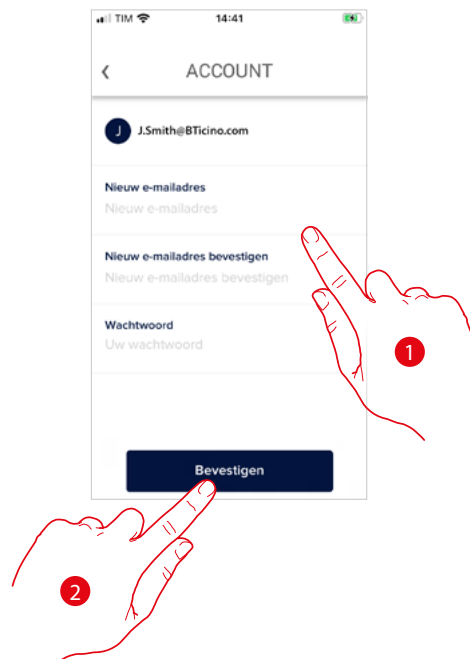 TIM 14:41
ACCOUNT
J J.Smith@BTicino.com
Nieuw e-mailadres
Nieuw e-mailadres
Nieuw e-mailadres bevestigen
Nieuw e-mailadres bevestigen
Wachtwoord
Uw wachtwoord
1
Bevestigen
2